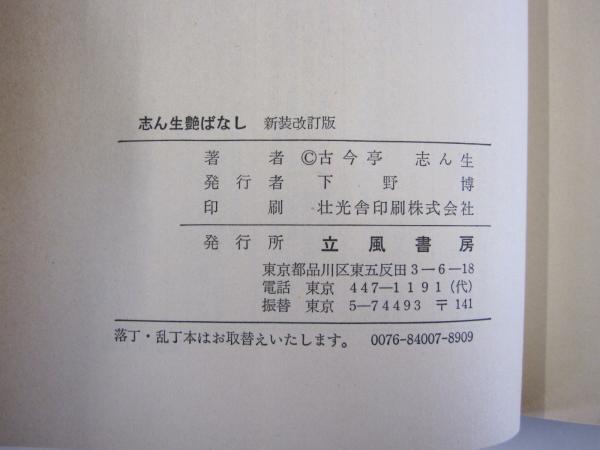 志ん生艶ばなし 新装改訂版
著者 ©古今亭 志ん生
発行者 下野博
印刷 壮光舎印刷株式会社
発行所 立風書房
東京都品川区東五反田3-6-18
電話 東京 447-1191(代)
振替 東京 5-74493 〒141
落丁・乱丁本はお取替えいたします。 0076-84007-8909